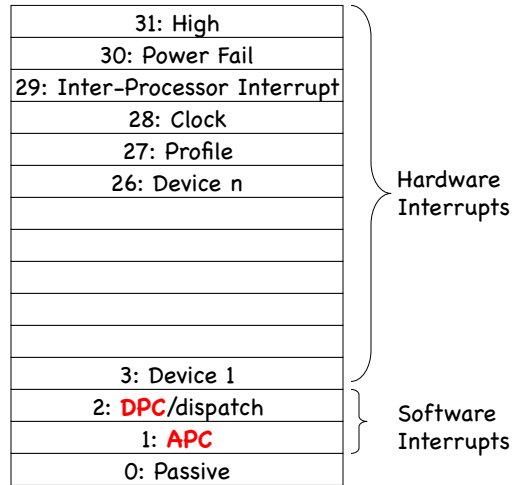 31: High
30: Power Fail
29: Inter-Processor Interrupt
28: Clock
27: Profile
26: Device n
Hardware
Interrupts
3: Device 1
2: DPC/dispatch
1: APC
Software
Interrupts
0: Passive